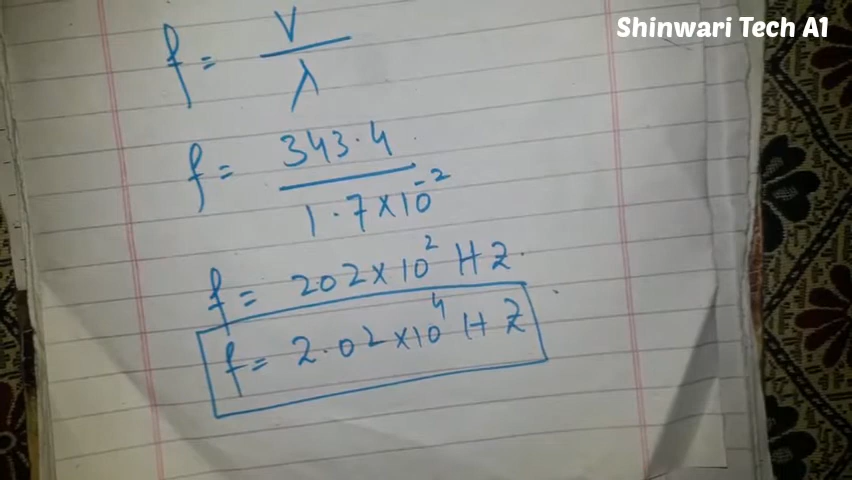 Shinwari Tech A1
f = V / λ
f = 343.4 / 1.7×10⁻²
f = 202×10² HZ.
f = 2.02×10⁴ HZ